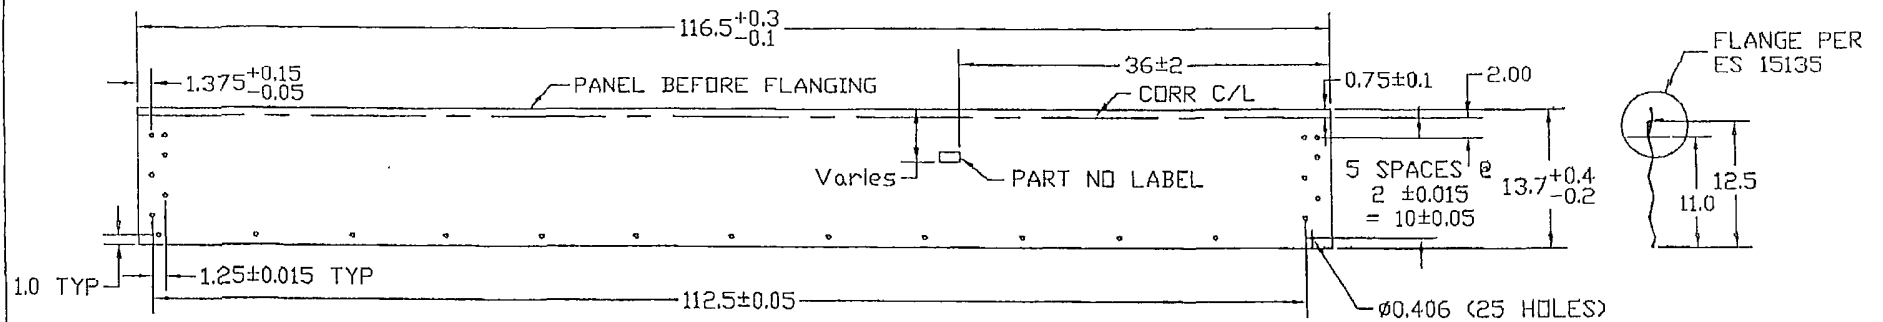 116.5 +0.3 -0.1
FLANGE PER
ES 15135
36±2
1.375 +0.15 -0.05
PANEL BEFORE FLANGING
CORR C/L
0.75±0.1
2.00
Varies
PART NO LABEL
5 SPACES @
2 ±0.015
= 10±0.05
13.7 +0.4 -0.2
11.0
12.5
1.0 TYP
1.25±0.015 TYP
112.5±0.05
ø0.406 (25 HOLES)